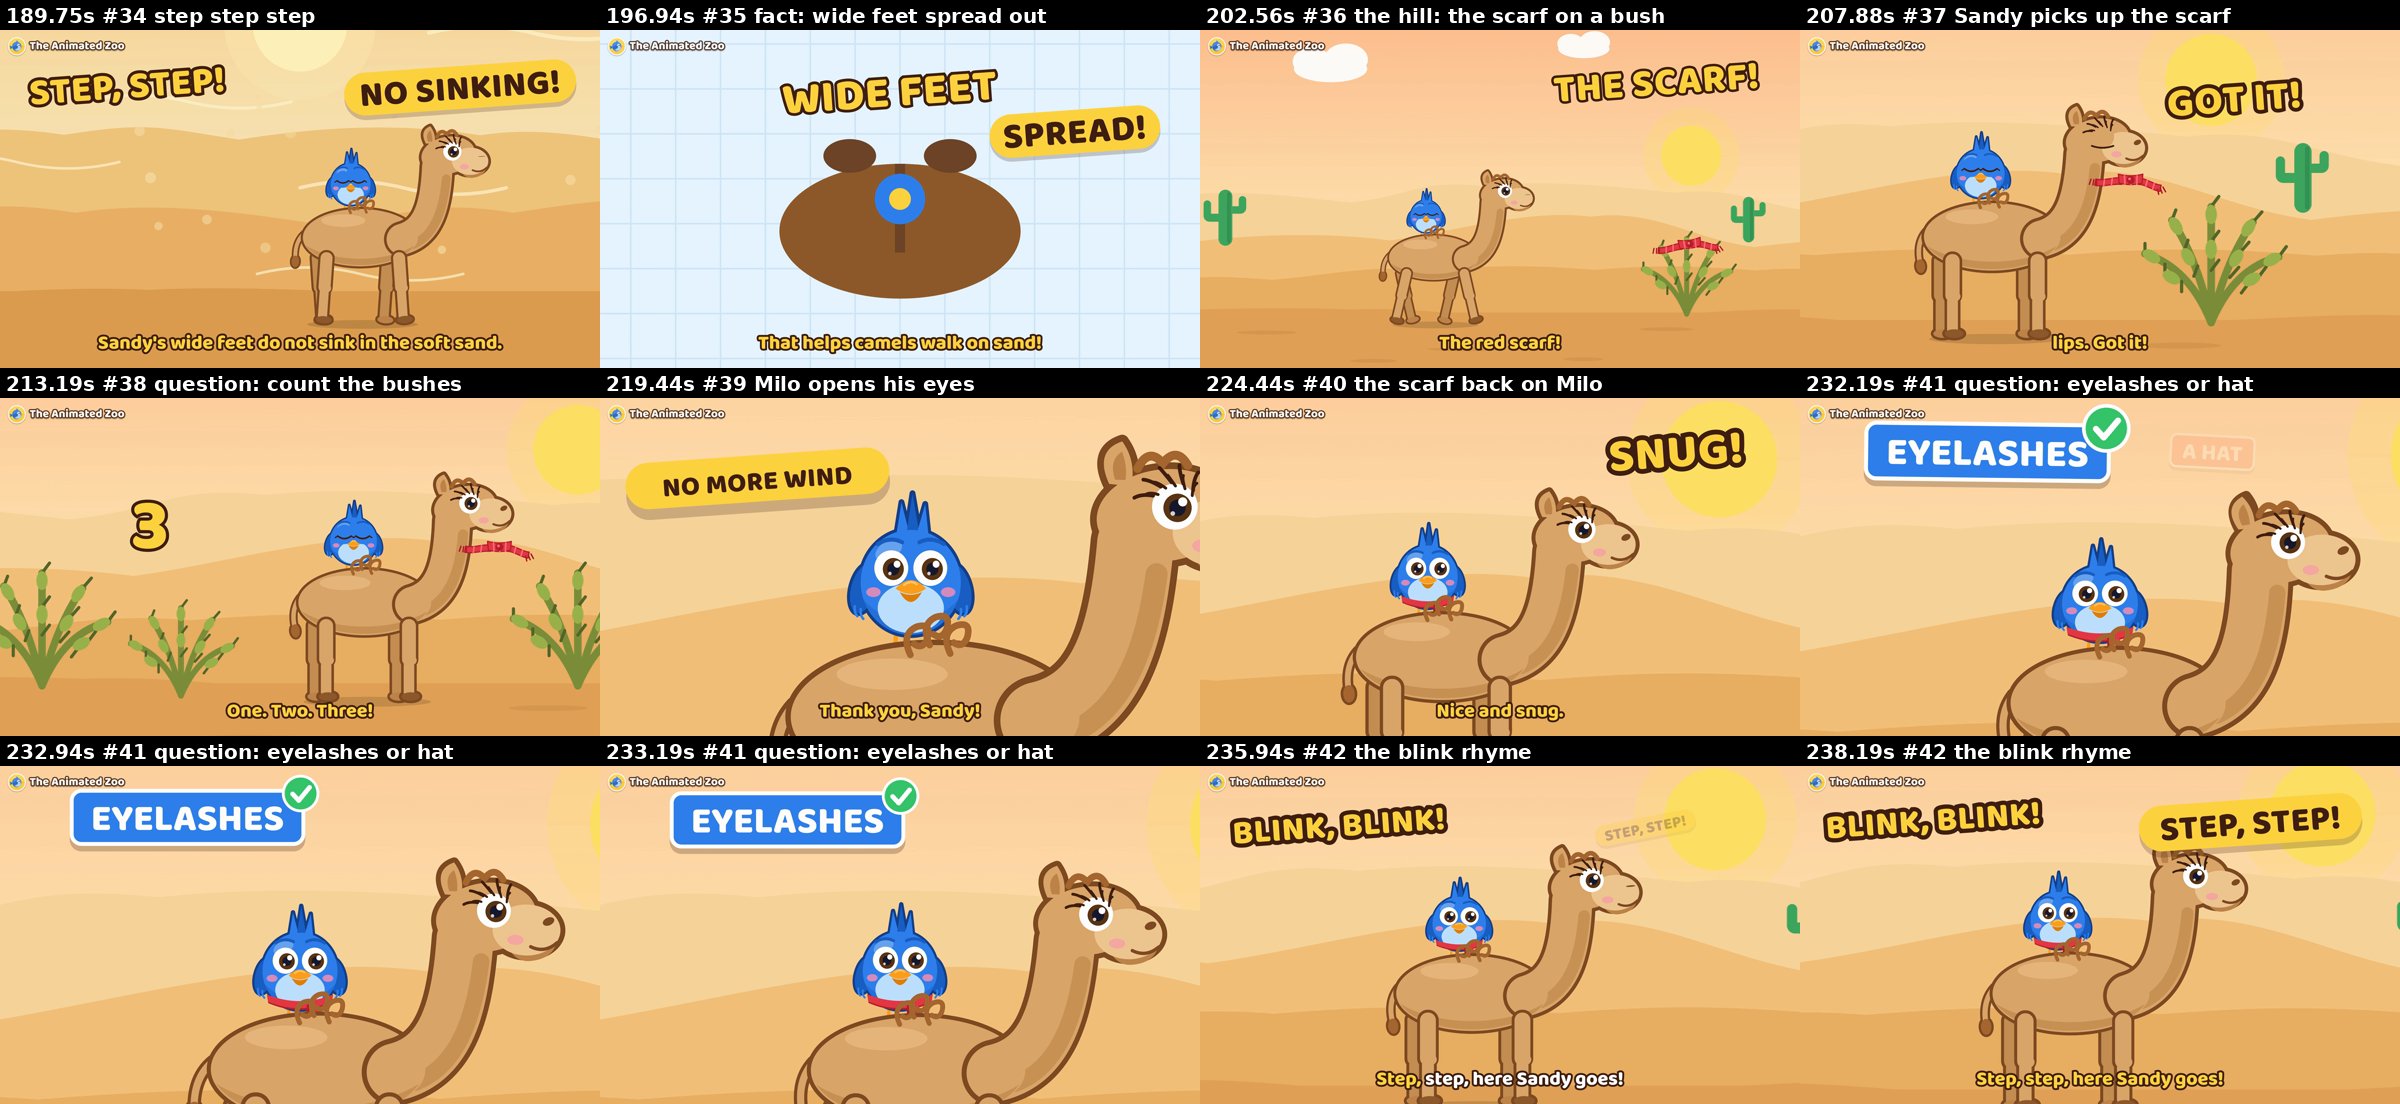 189.75s #34 step step step
The Animated Zoo
STEP, STEP!
NO SINKING!
Sandy's wide feet do not sink in the soft sand.
196.94s #35 fact: wide feet spread out
The Animated Zoo
WIDE FEET
SPREAD!
That helps camels walk on sand!
202.56s #36 the hill: the scarf on a bush
The Animated Zoo
THE SCARF!
The red scarf!
207.88s #37 Sandy picks up the scarf
The Animated Zoo
GOT IT!
lips. Got it!
213.19s #38 question: count the bushes
The Animated Zoo
3
One. Two. Three!
219.44s #39 Milo opens his eyes
The Animated Zoo
NO MORE WIND
Thank you, Sandy!
224.44s #40 the scarf back on Milo
The Animated Zoo
SNUG!
Nice and snug.
232.19s #41 question: eyelashes or hat
The Animated Zoo
EYELASHES
A HAT
232.94s #41 question: eyelashes or hat
The Animated Zoo
EYELASHES
233.19s #41 question: eyelashes or hat
The Animated Zoo
EYELASHES
235.94s #42 the blink rhyme
The Animated Zoo
BLINK, BLINK!
STEP, STEP!
Step, step, here Sandy goes!
238.19s #42 the blink rhyme
The Animated Zoo
BLINK, BLINK!
STEP, STEP!
Step, step, here Sandy goes!